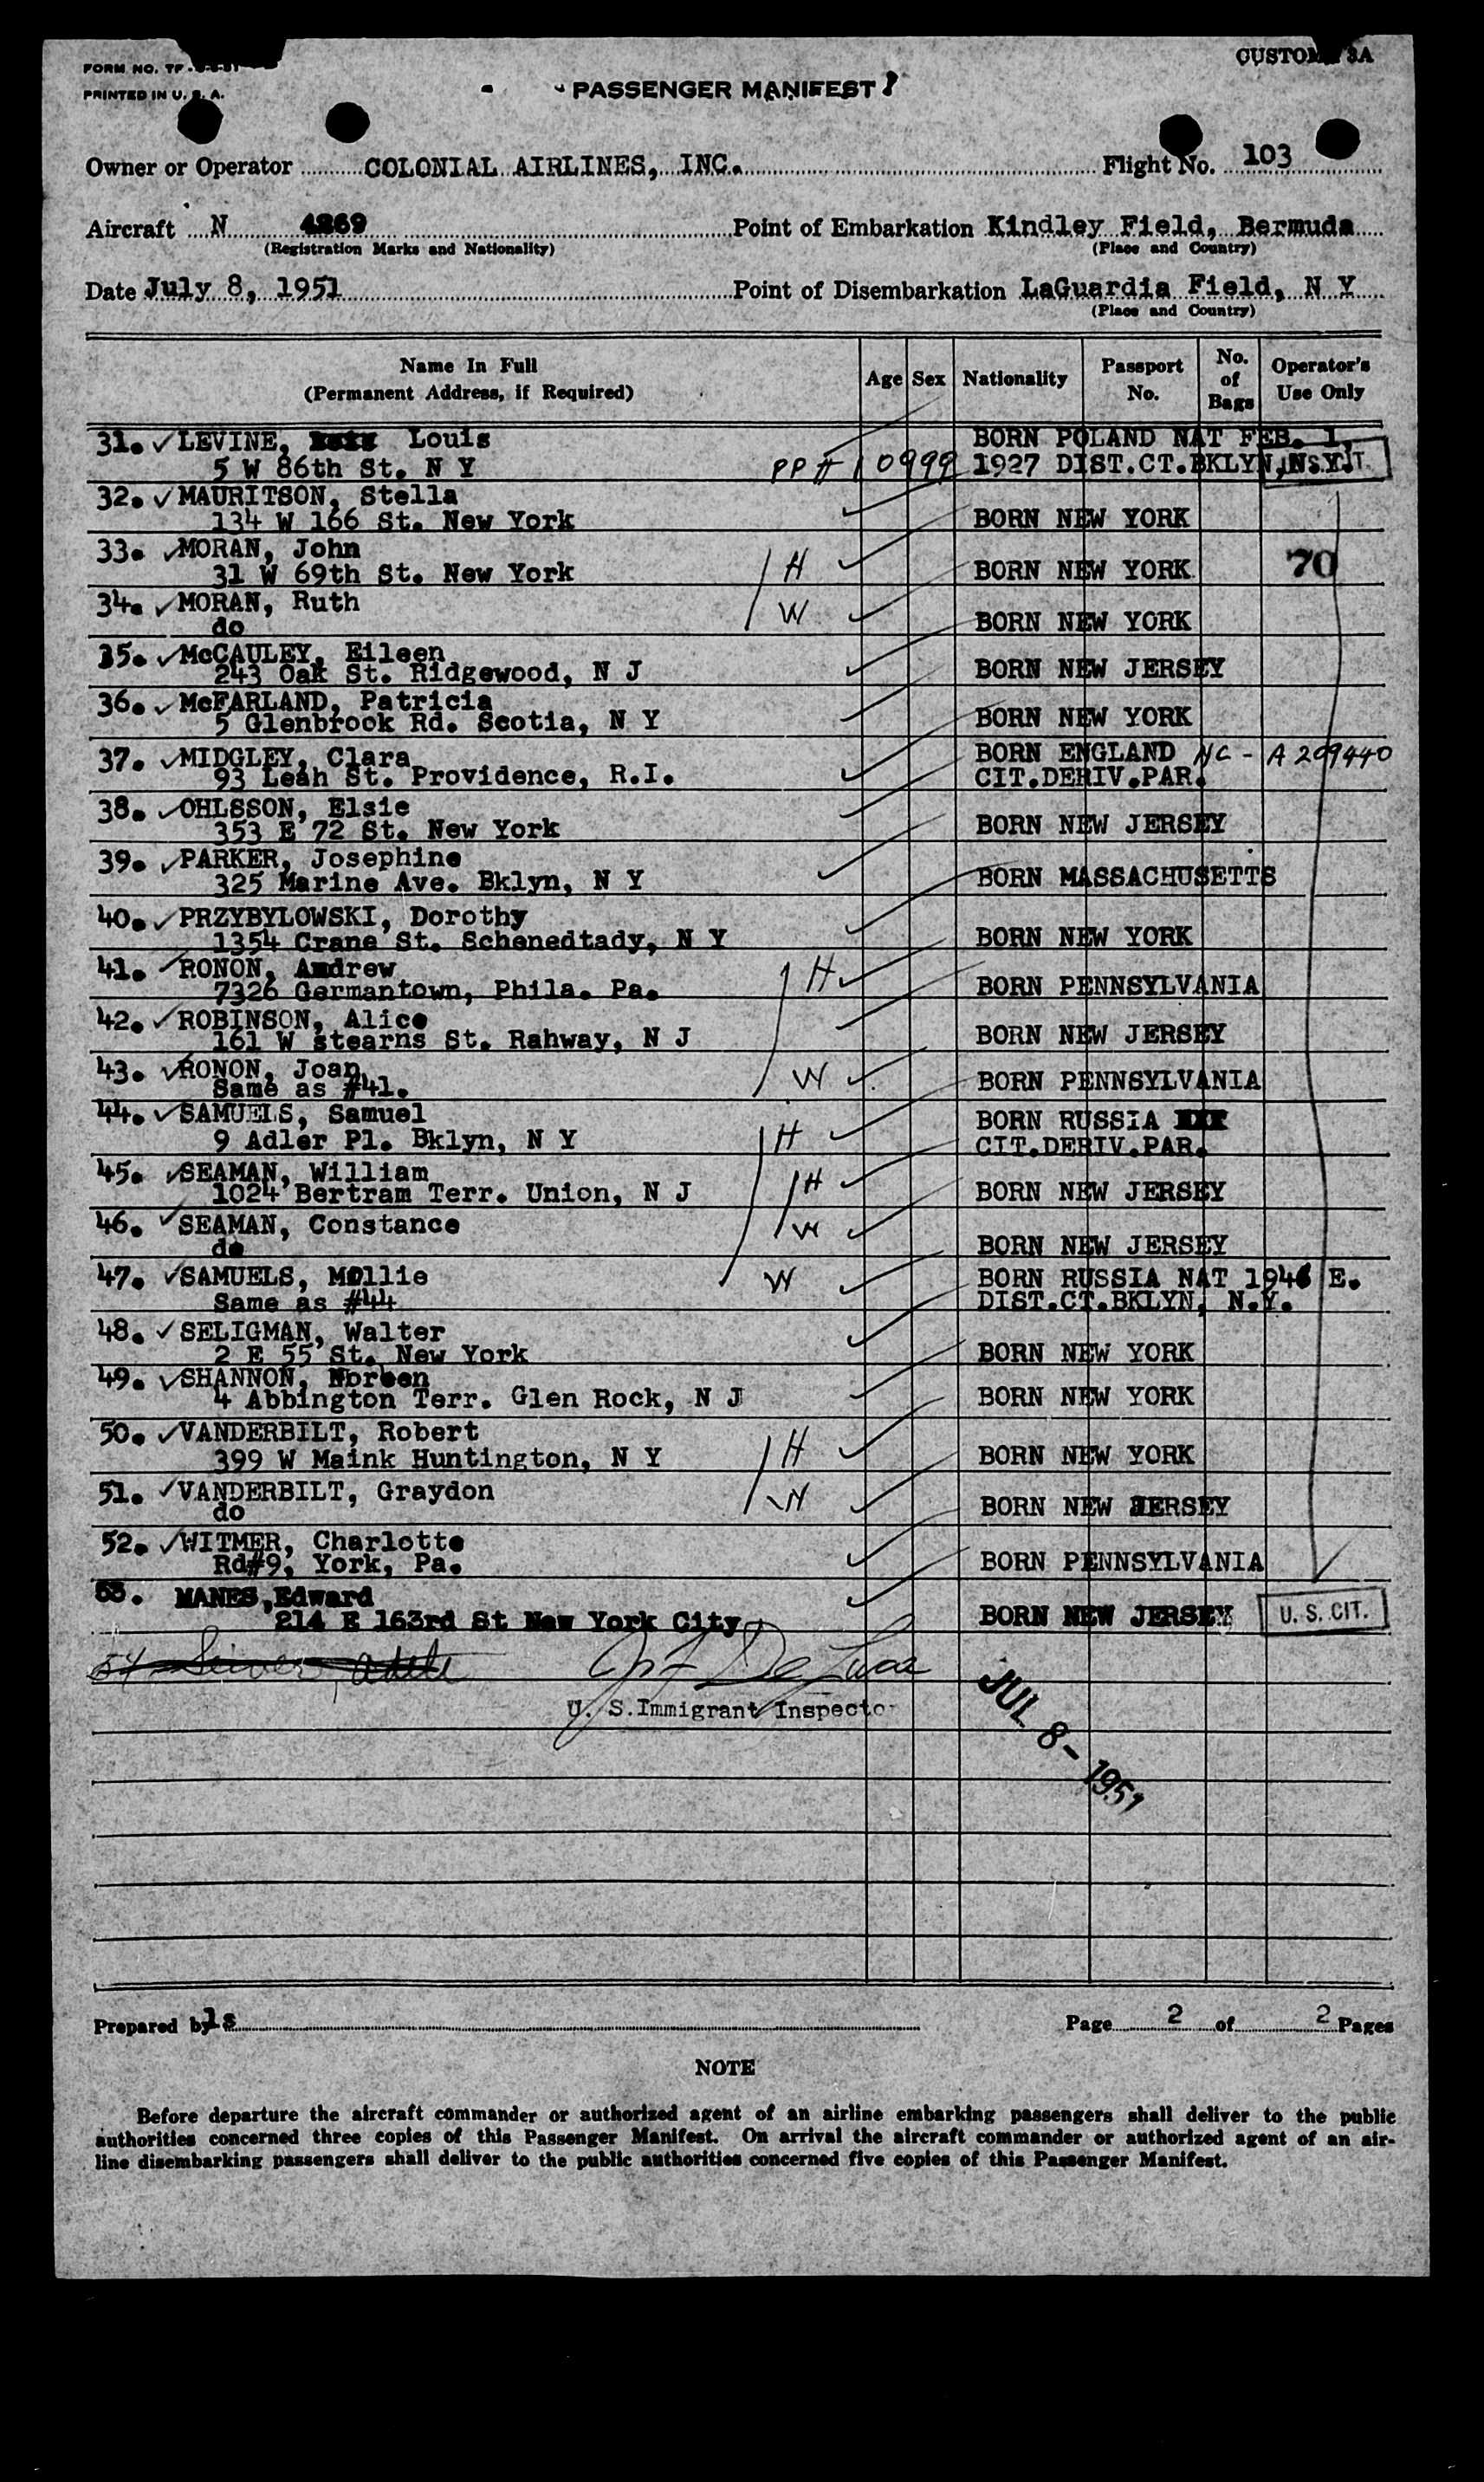 FORM NO. TF
CUSTOMS 3A
PRINTED IN U. S. A.
PASSENGER MANIFEST
Owner or Operator COLONIAL AIRLINES, INC. Flight No. 103
Aircraft N 4269 Point of Embarkation Kindley Field, Bermuda
(Registration Marks and Nationality) (Place and Country)
Date July 8, 1951 Point of Disembarkation LaGuardia Field, N Y
(Place and Country)
Name In Full
(Permanent Address, if Required) Age Sex Nationality Passport No. No. of Bags Operator's Use Only
31. ✓ LEVINE, Louis BORN POLAND NAT FEB. 1,
5 W 86th St. N Y PP # 10999 1927 DIST.CT.BKLYN, N.Y.
32. ✓ MAURITSON, Stella
134 W 166 St. New York BORN NEW YORK
33. ✓ MORAN, John
31 W 69th St. New York H BORN NEW YORK 70
34. ✓ MORAN, Ruth
do W BORN NEW YORK
35. ✓ McCAULEY, Eileen
243 Oak St. Ridgewood, N J BORN NEW JERSEY
36. ✓ McFARLAND, Patricia
5 Glenbrook Rd. Scotia, N Y BORN NEW YORK
37. ✓ MIDGLEY, Clara BORN ENGLAND NC - A 209440
93 Leah St. Providence, R.I. CIT.DERIV.PAR.
38. ✓ OHLSSON, Elsie
353 E 72 St. New York BORN NEW JERSEY
39. ✓ PARKER, Josephine
325 Marine Ave. Bklyn, N Y BORN MASSACHUSETTS
40. ✓ PRZYBYLOWSKI, Dorothy
1354 Crane St. Schenedtady, N Y BORN NEW YORK
41. ✓ RONON, Andrew H
7326 Germantown, Phila. Pa. BORN PENNSYLVANIA
42. ✓ ROBINSON, Alice
161 W stearns St. Rahway, N J BORN NEW JERSEY
43. ✓ RONON, Joan
Same as #41. W BORN PENNSYLVANIA
44. ✓ SAMUELS, Samuel BORN RUSSIA
9 Adler Pl. Bklyn, N Y H CIT.DERIV.PAR.
45. ✓ SEAMAN, William
1024 Bertram Terr. Union, N J H BORN NEW JERSEY
46. ✓ SEAMAN, Constance
do W BORN NEW JERSEY
47. ✓ SAMUELS, Mollie W BORN RUSSIA NAT 1946 E.
Same as #44 DIST.CT.BKLYN, N.Y.
48. ✓ SELIGMAN, Walter
2 E 55 St. New York BORN NEW YORK
49. ✓ SHANNON, Noreen
4 Abbington Terr. Glen Rock, N J BORN NEW YORK
50. ✓ VANDERBILT, Robert
399 W Maink Huntington, N Y H BORN NEW YORK
51. ✓ VANDERBILT, Graydon
do W BORN NEW JERSEY
52. ✓ WITMER, Charlotte
Rd#9, York, Pa. BORN PENNSYLVANIA
53. MANES, Edward
214 E 163rd St New York City BORN NEW JERSEY U. S. CIT.
54
U. S. Immigrant Inspector
JUL 8- 1951
Prepared by ls Page 2 of 2 Pages
NOTE
Before departure the aircraft commander or authorized agent of an airline embarking passengers shall deliver to the public
authorities concerned three copies of this Passenger Manifest. On arrival the aircraft commander or authorized agent of an air-
line disembarking passengers shall deliver to the public authorities concerned five copies of this Passenger Manifest.